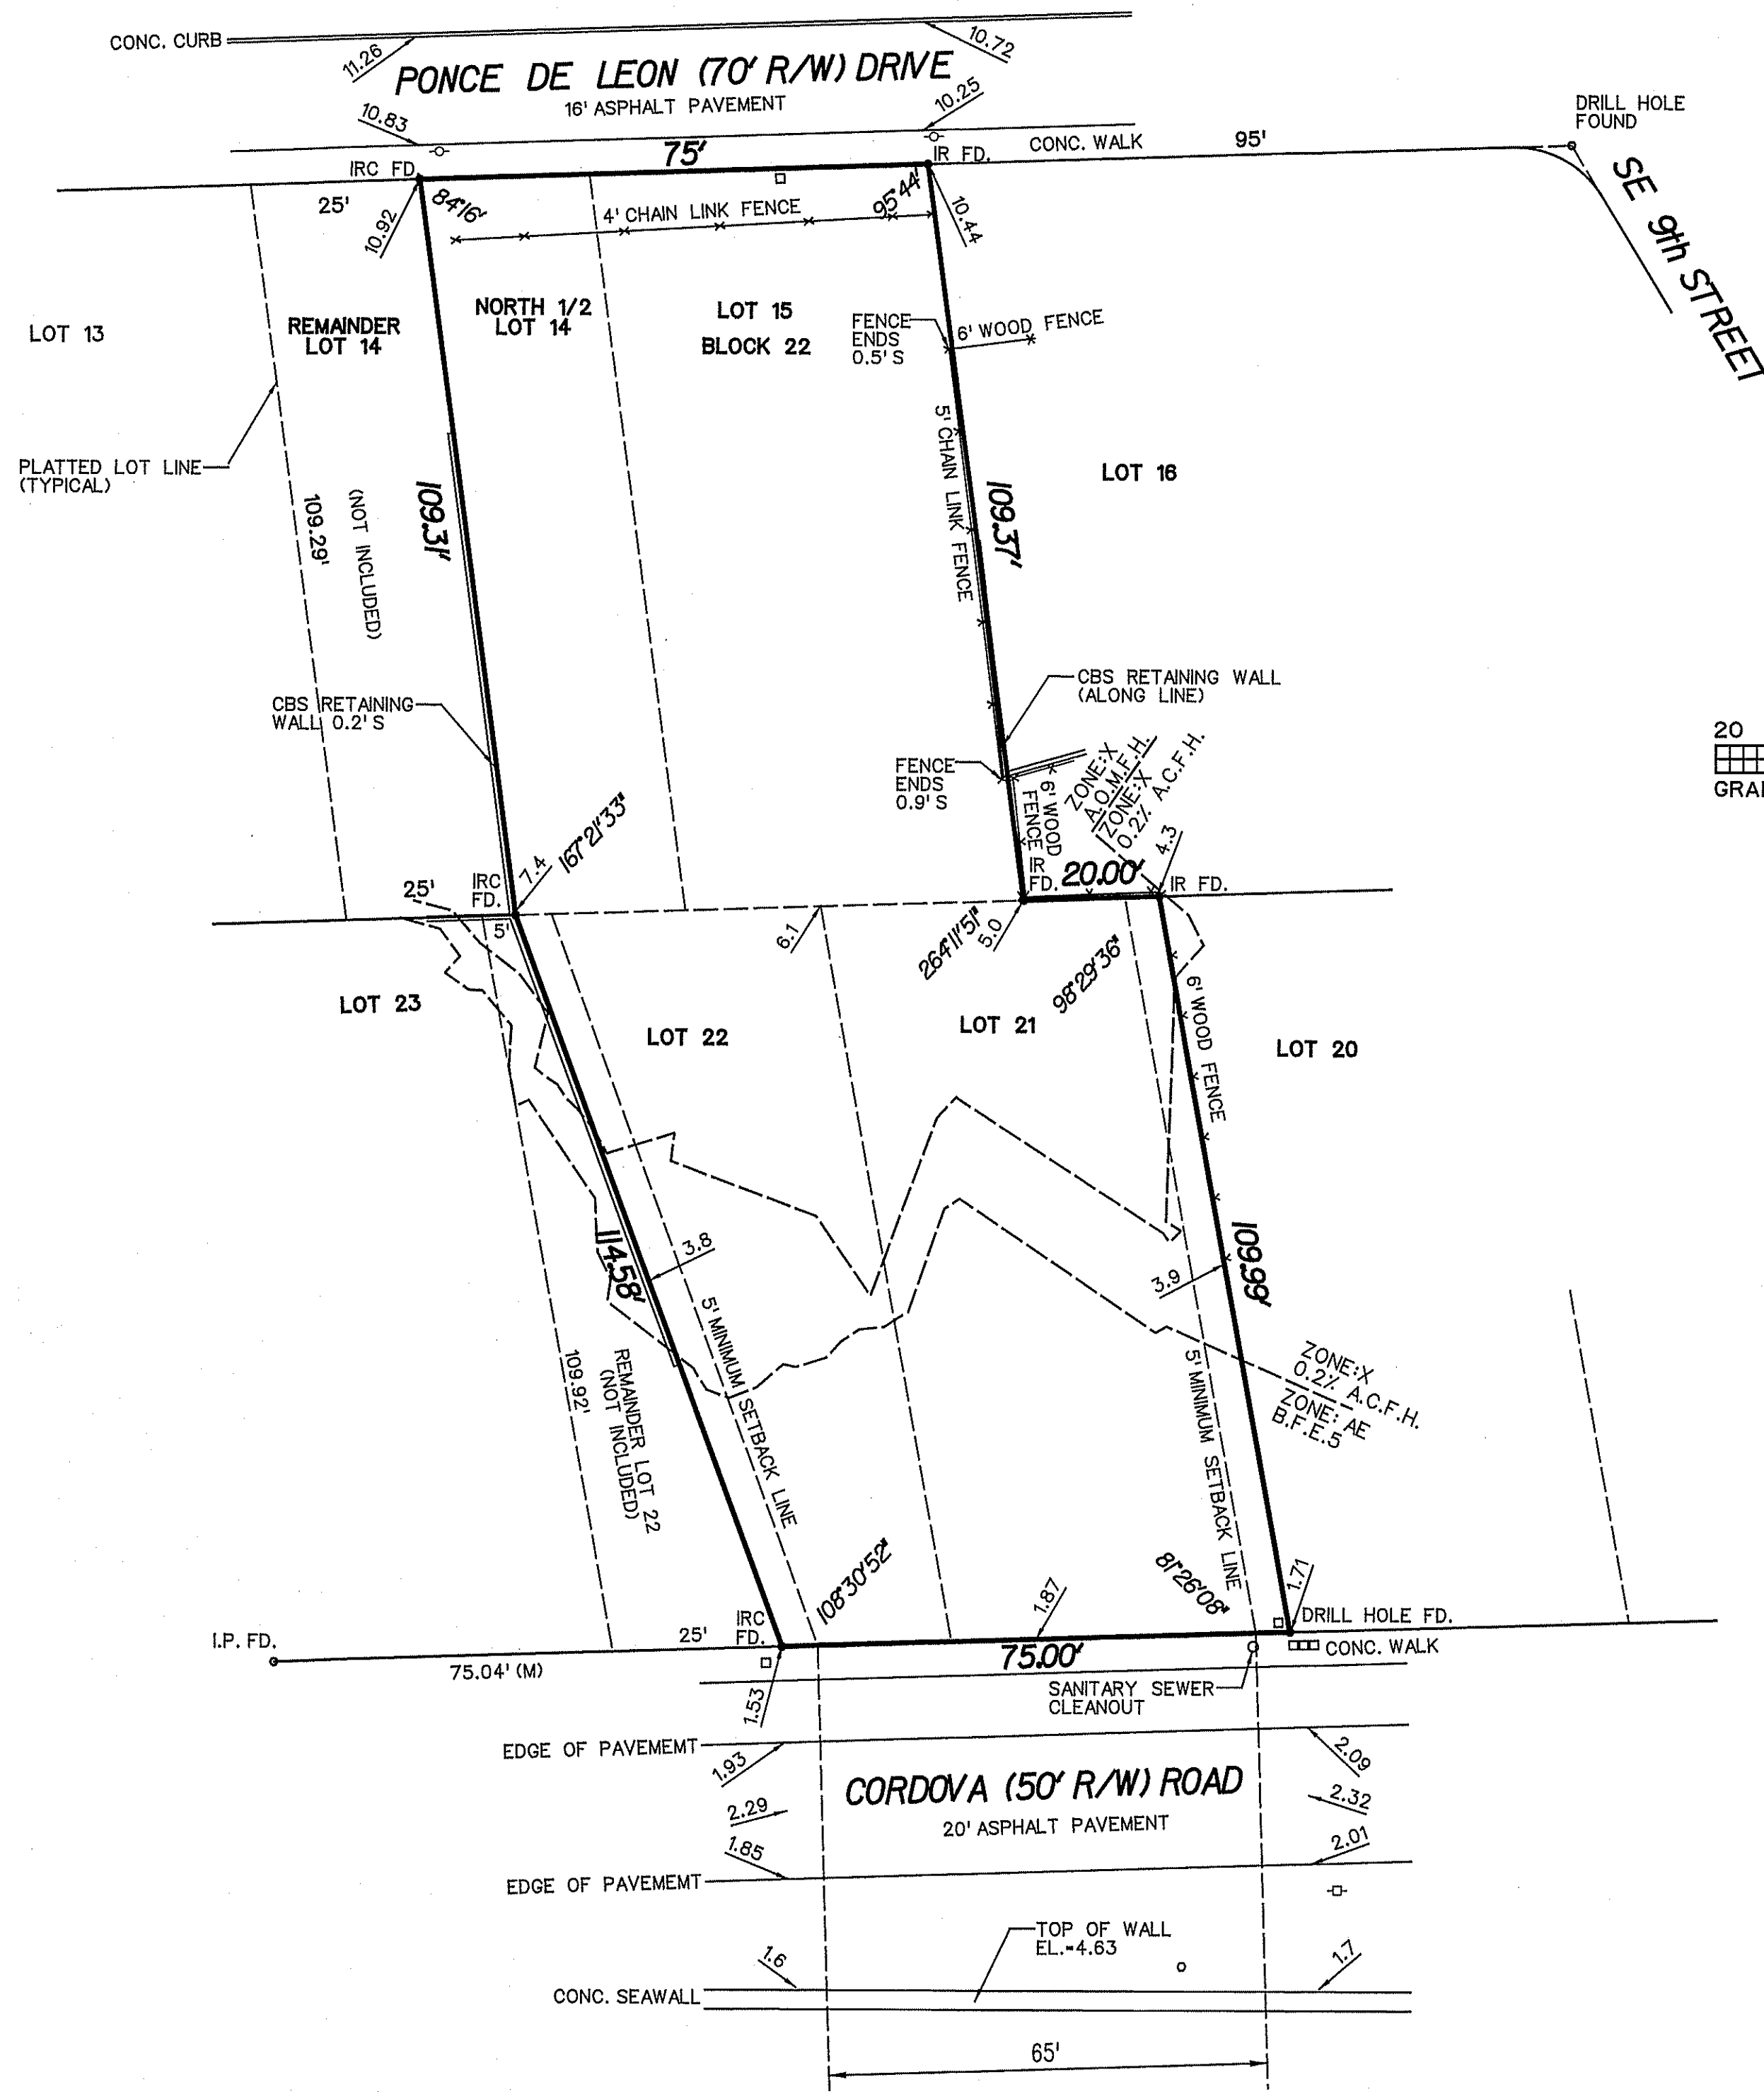 CONC. CURB
11.26
10.72
PONCE DE LEON (70' R/W) DRIVE
16' ASPHALT PAVEMENT
10.83
10.25
DRILL HOLE
FOUND
IRC FD.
75'
IR FD.
CONC. WALK
95'
SE 9th STREET
25'
84°16'
4' CHAIN LINK FENCE
95°44'
10.92
10.44
LOT 13
REMAINDER
LOT 14
NORTH 1/2
LOT 14
LOT 15
BLOCK 22
FENCE
ENDS
0.5' S
6' WOOD FENCE
PLATTED LOT LINE
(TYPICAL)
109.29'
(NOT INCLUDED)
109.31'
5' CHAIN LINK FENCE
109.37'
LOT 16
CBS RETAINING
WALL 0.2' S
CBS RETAINING WALL
(ALONG LINE)
20
GRA
FENCE
ENDS
0.9' S
6' WOOD
FENCE
ZONE:X
A.O.M.F.H.
ZONE:X
0.2% A.C.F.H.
167°21'33"
7.4
25'
IRC
FD.
5'
IR
FD.
20.00'
4.3
IR FD.
6.1
264°11'51"
5.0
98°29'36"
LOT 23
LOT 22
LOT 21
6' WOOD FENCE
LOT 20
114.58'
3.8
3.9
109.99'
5' MINIMUM SETBACK LINE
5' MINIMUM SETBACK LINE
109.92'
REMAINDER LOT 22
(NOT INCLUDED)
ZONE:X
0.2% A.C.F.H.
ZONE: AE
B.F.E.5
108°30'52"
1.87
81°26'08"
1.71
I.P. FD.
25'
IRC
FD.
DRILL HOLE FD.
75.04' (M)
75.00'
CONC. WALK
1.53
SANITARY SEWER
CLEANOUT
EDGE OF PAVEMEMT
1.93
2.09
CORDOVA (50' R/W) ROAD
2.29
2.32
20' ASPHALT PAVEMENT
1.85
2.01
EDGE OF PAVEMEMT
TOP OF WALL
EL.=4.63
1.6
1.7
CONC. SEAWALL
65'